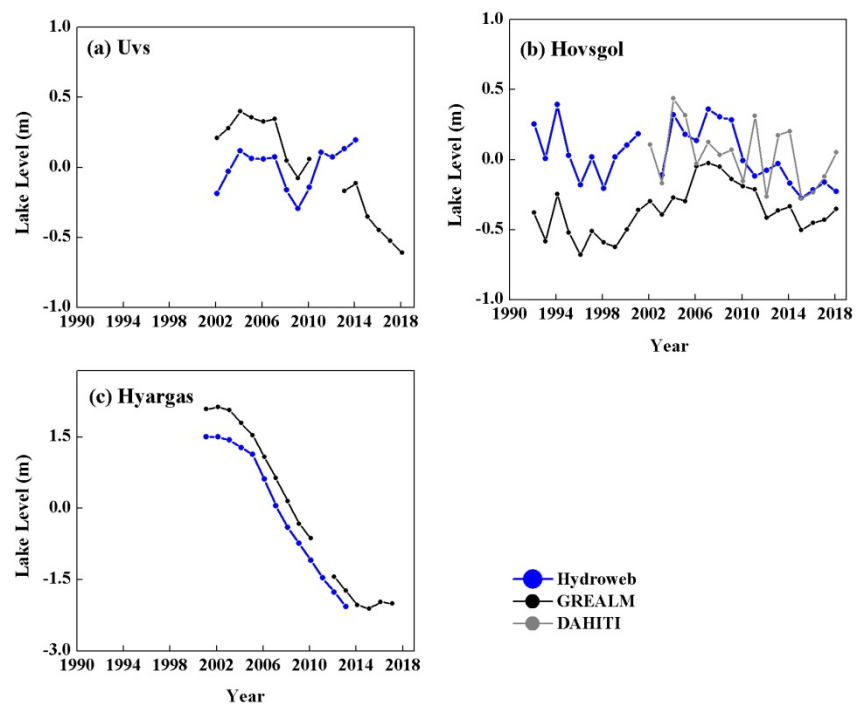 (a) Uvs
Lake Level (m)
1.0
0.5
0.0
-0.5
-1.0
1990 1994 1998 2002 2006 2010 2014 2018
(b) Hovsgol
Lake Level (m)
1.0
0.5
0.0
-0.5
-1.0
1990 1994 1998 2002 2006 2010 2014 2018
Year
(c) Hyargas
Lake Level (m)
1.5
0.0
-1.5
-3.0
1990 1994 1998 2002 2006 2010 2014 2018
Year
Hydroweb
GREALM
DAHITI